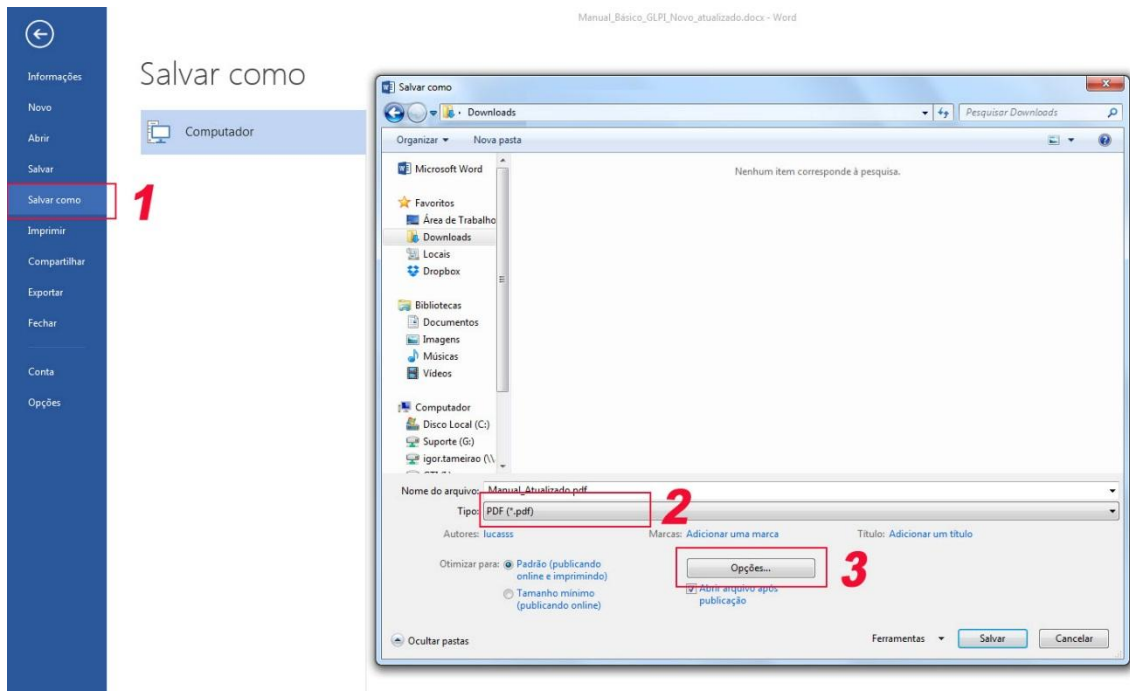 Manual_Básico_GLPI_Novo_atualizado.docx - Word
Informações
Novo
Abrir
Salvar
Salvar como
Imprimir
Compartilhar
Exportar
Fechar
Conta
Opções
Salvar como
Computador
1
Salvar como
Downloads
Pesquisar Downloads
Organizar
Nova pasta
Nenhum item corresponde à pesquisa.
Microsoft Word
Favoritos
Área de Trabalho
Downloads
Locais
Dropbox
Bibliotecas
Documentos
Imagens
Músicas
Vídeos
Computador
Disco Local (C:)
Suporte (G:)
igor.tameirao (\\
Nome do arquivo: Manual_Atualizado.pdf
Tipo: PDF (*.pdf)
2
Autores: lucasss
Marcas: Adicionar uma marca
Título: Adicionar um título
Otimizar para: Padrão (publicando
online e imprimindo)
Tamanho mínimo
(publicando online)
Opções...
3
Abrir arquivo após
publicação
Ocultar pastas
Ferramentas
Salvar
Cancelar